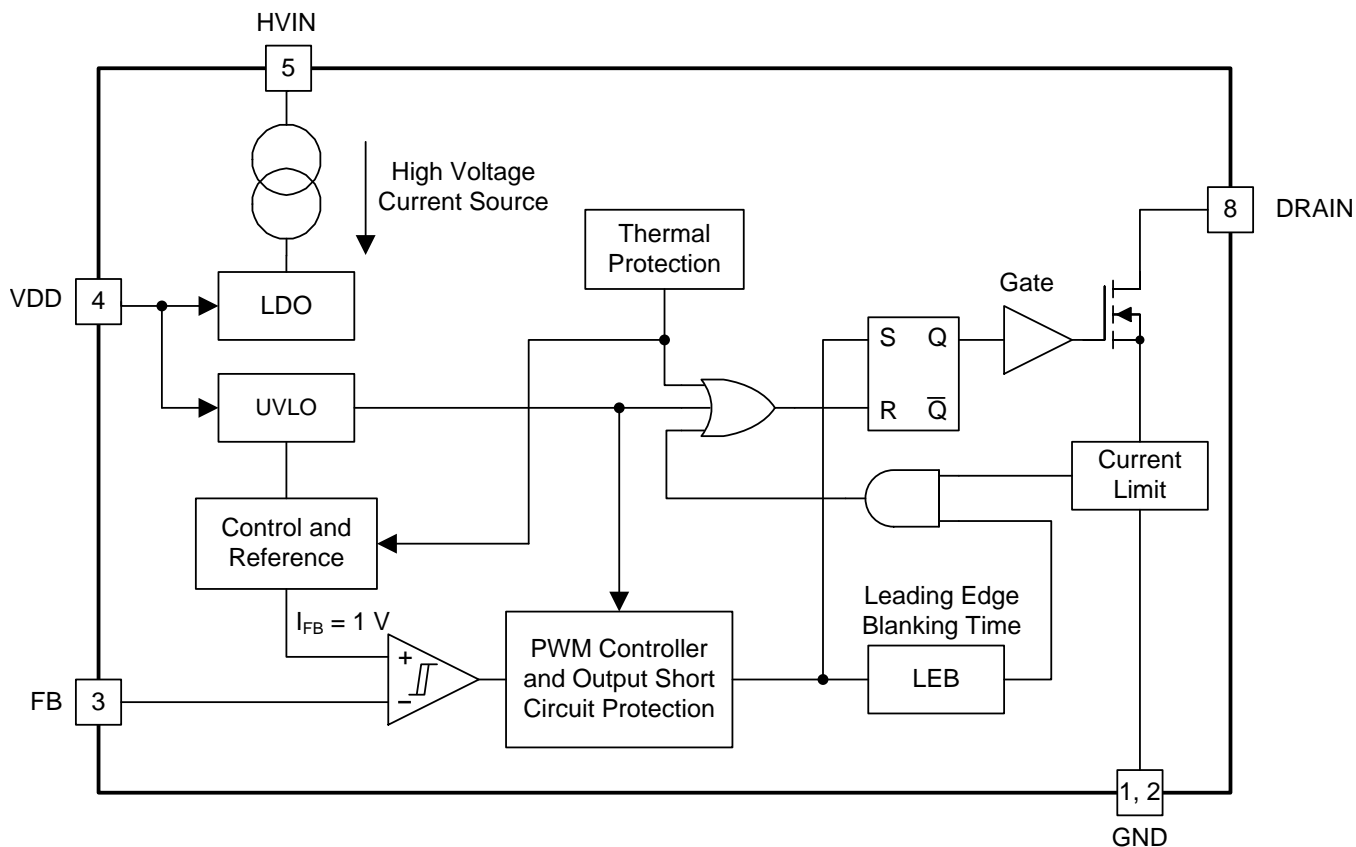 HVIN
5
High Voltage
Current Source
8
DRAIN
Thermal
Protection
VDD
4
LDO
Gate
S
Q
UVLO
R
Q̅
Current
Limit
Control and
Reference
Leading Edge
Blanking Time
I_FB = 1 V
+
PWM Controller
and Output Short
Circuit Protection
LEB
FB
3
−
1, 2
GND